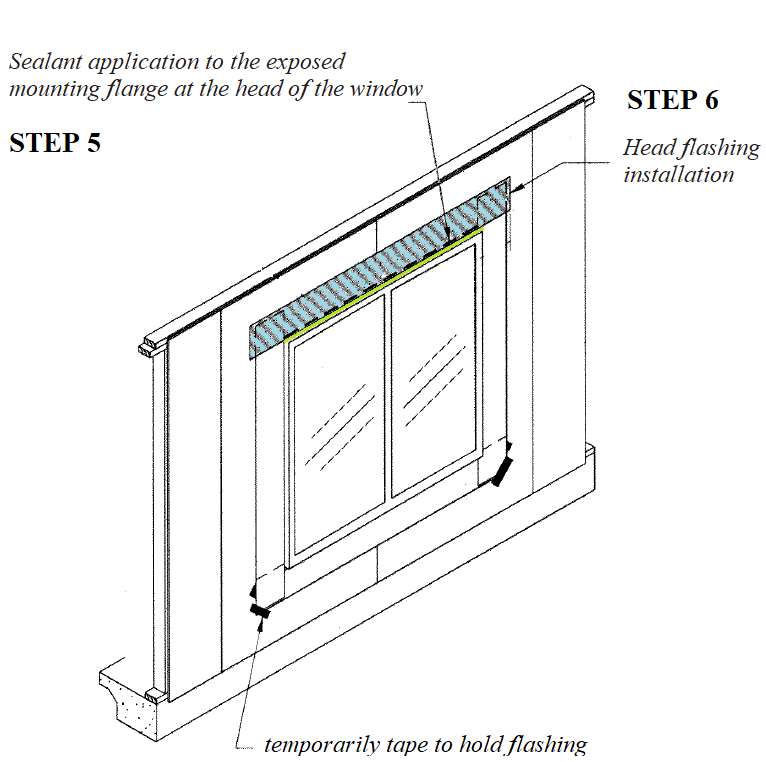 Sealant application to the exposed
mounting flange at the head of the window
STEP 5
STEP 6
Head flashing
installation
temporarily tape to hold flashing